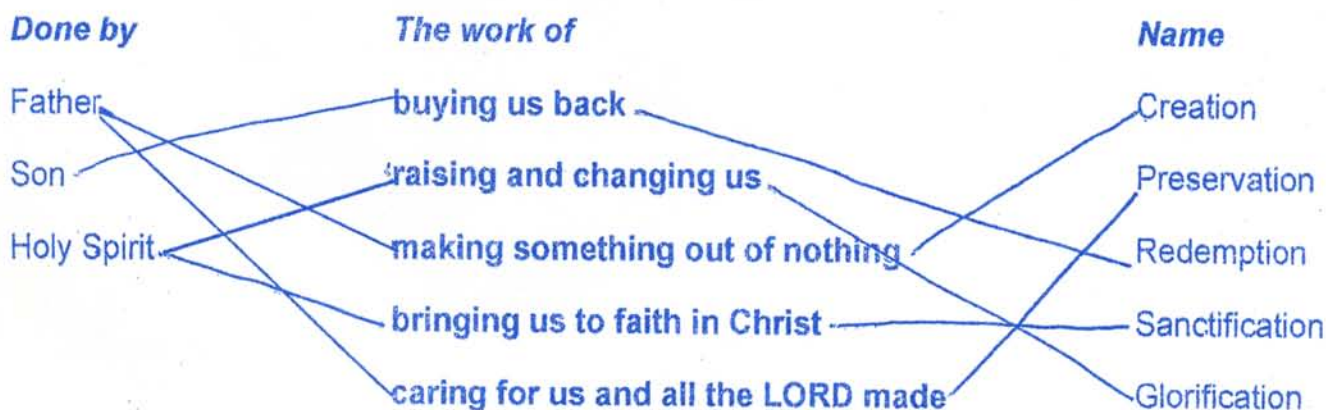 Done by The work of Name
Father buying us back Creation
Son raising and changing us Preservation
Holy Spirit making something out of nothing Redemption
bringing us to faith in Christ Sanctification
caring for us and all the LORD made Glorification